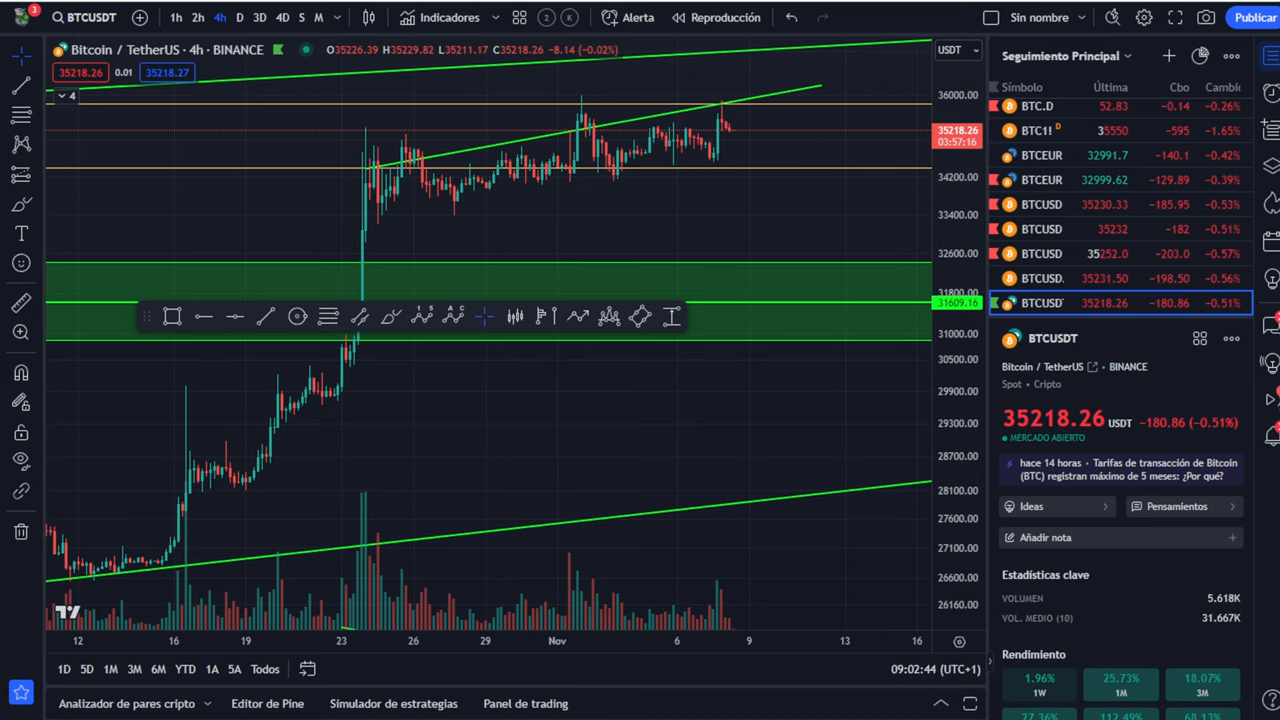 3
BTCUSDT
1h 2h 4h D 3D 4D S M
Indicadores
2 K
Alerta
Reproducción
Sin nombre
Publicar
Bitcoin / TetherUS · 4h · BINANCE
O35226.39 H35229.82 L35211.17 C35218.26 −8.14 (−0.02%)
35218.26 0.01 35218.27
4
USDT
36000.00
35218.26
03:57:16
34200.00
33400.00
32600.00
31800.00
31609.16
31000.00
30500.00
29900.00
29300.00
28700.00
28100.00
27600.00
27100.00
26600.00
26160.00
12 16 19 23 26 29 Nov 6 9 13 16
1D 5D 1M 3M 6M YTD 1A 5A Todos
09:02:44 (UTC+1)
Analizador de pares cripto
Editor de Pine
Simulador de estrategias
Panel de trading
Seguimiento Principal
Símbolo Última Cbo Cambio
BTC.D 52.83 −0.14 −0.26%
BTC1! D 35550 −595 −1.65%
BTCEUR 32991.7 −140.1 −0.42%
BTCEUR 32999.62 −129.89 −0.39%
BTCUSD 35230.33 −185.95 −0.53%
BTCUSD 35232 −182 −0.51%
BTCUSD 35252.0 −203.0 −0.57%
BTCUSD. 35231.50 −198.50 −0.56%
BTCUSD 35218.26 −180.86 −0.51%
BTCUSDT
Bitcoin / TetherUS · BINANCE
Spot · Cripto
35218.26 USDT −180.86 (−0.51%)
MERCADO ABIERTO
hace 14 horas · Tarifas de transacción de Bitcoin
(BTC) registran máximo de 5 meses: ¿Por qué?
Ideas
Pensamientos
Añadir nota
Estadísticas clave
VOLUMEN 5.618K
VOL. MEDIO (10) 31.667K
Rendimiento
1.96% 25.73% 18.07%
1W 1M 3M
27.36% 112.49% 68.13%